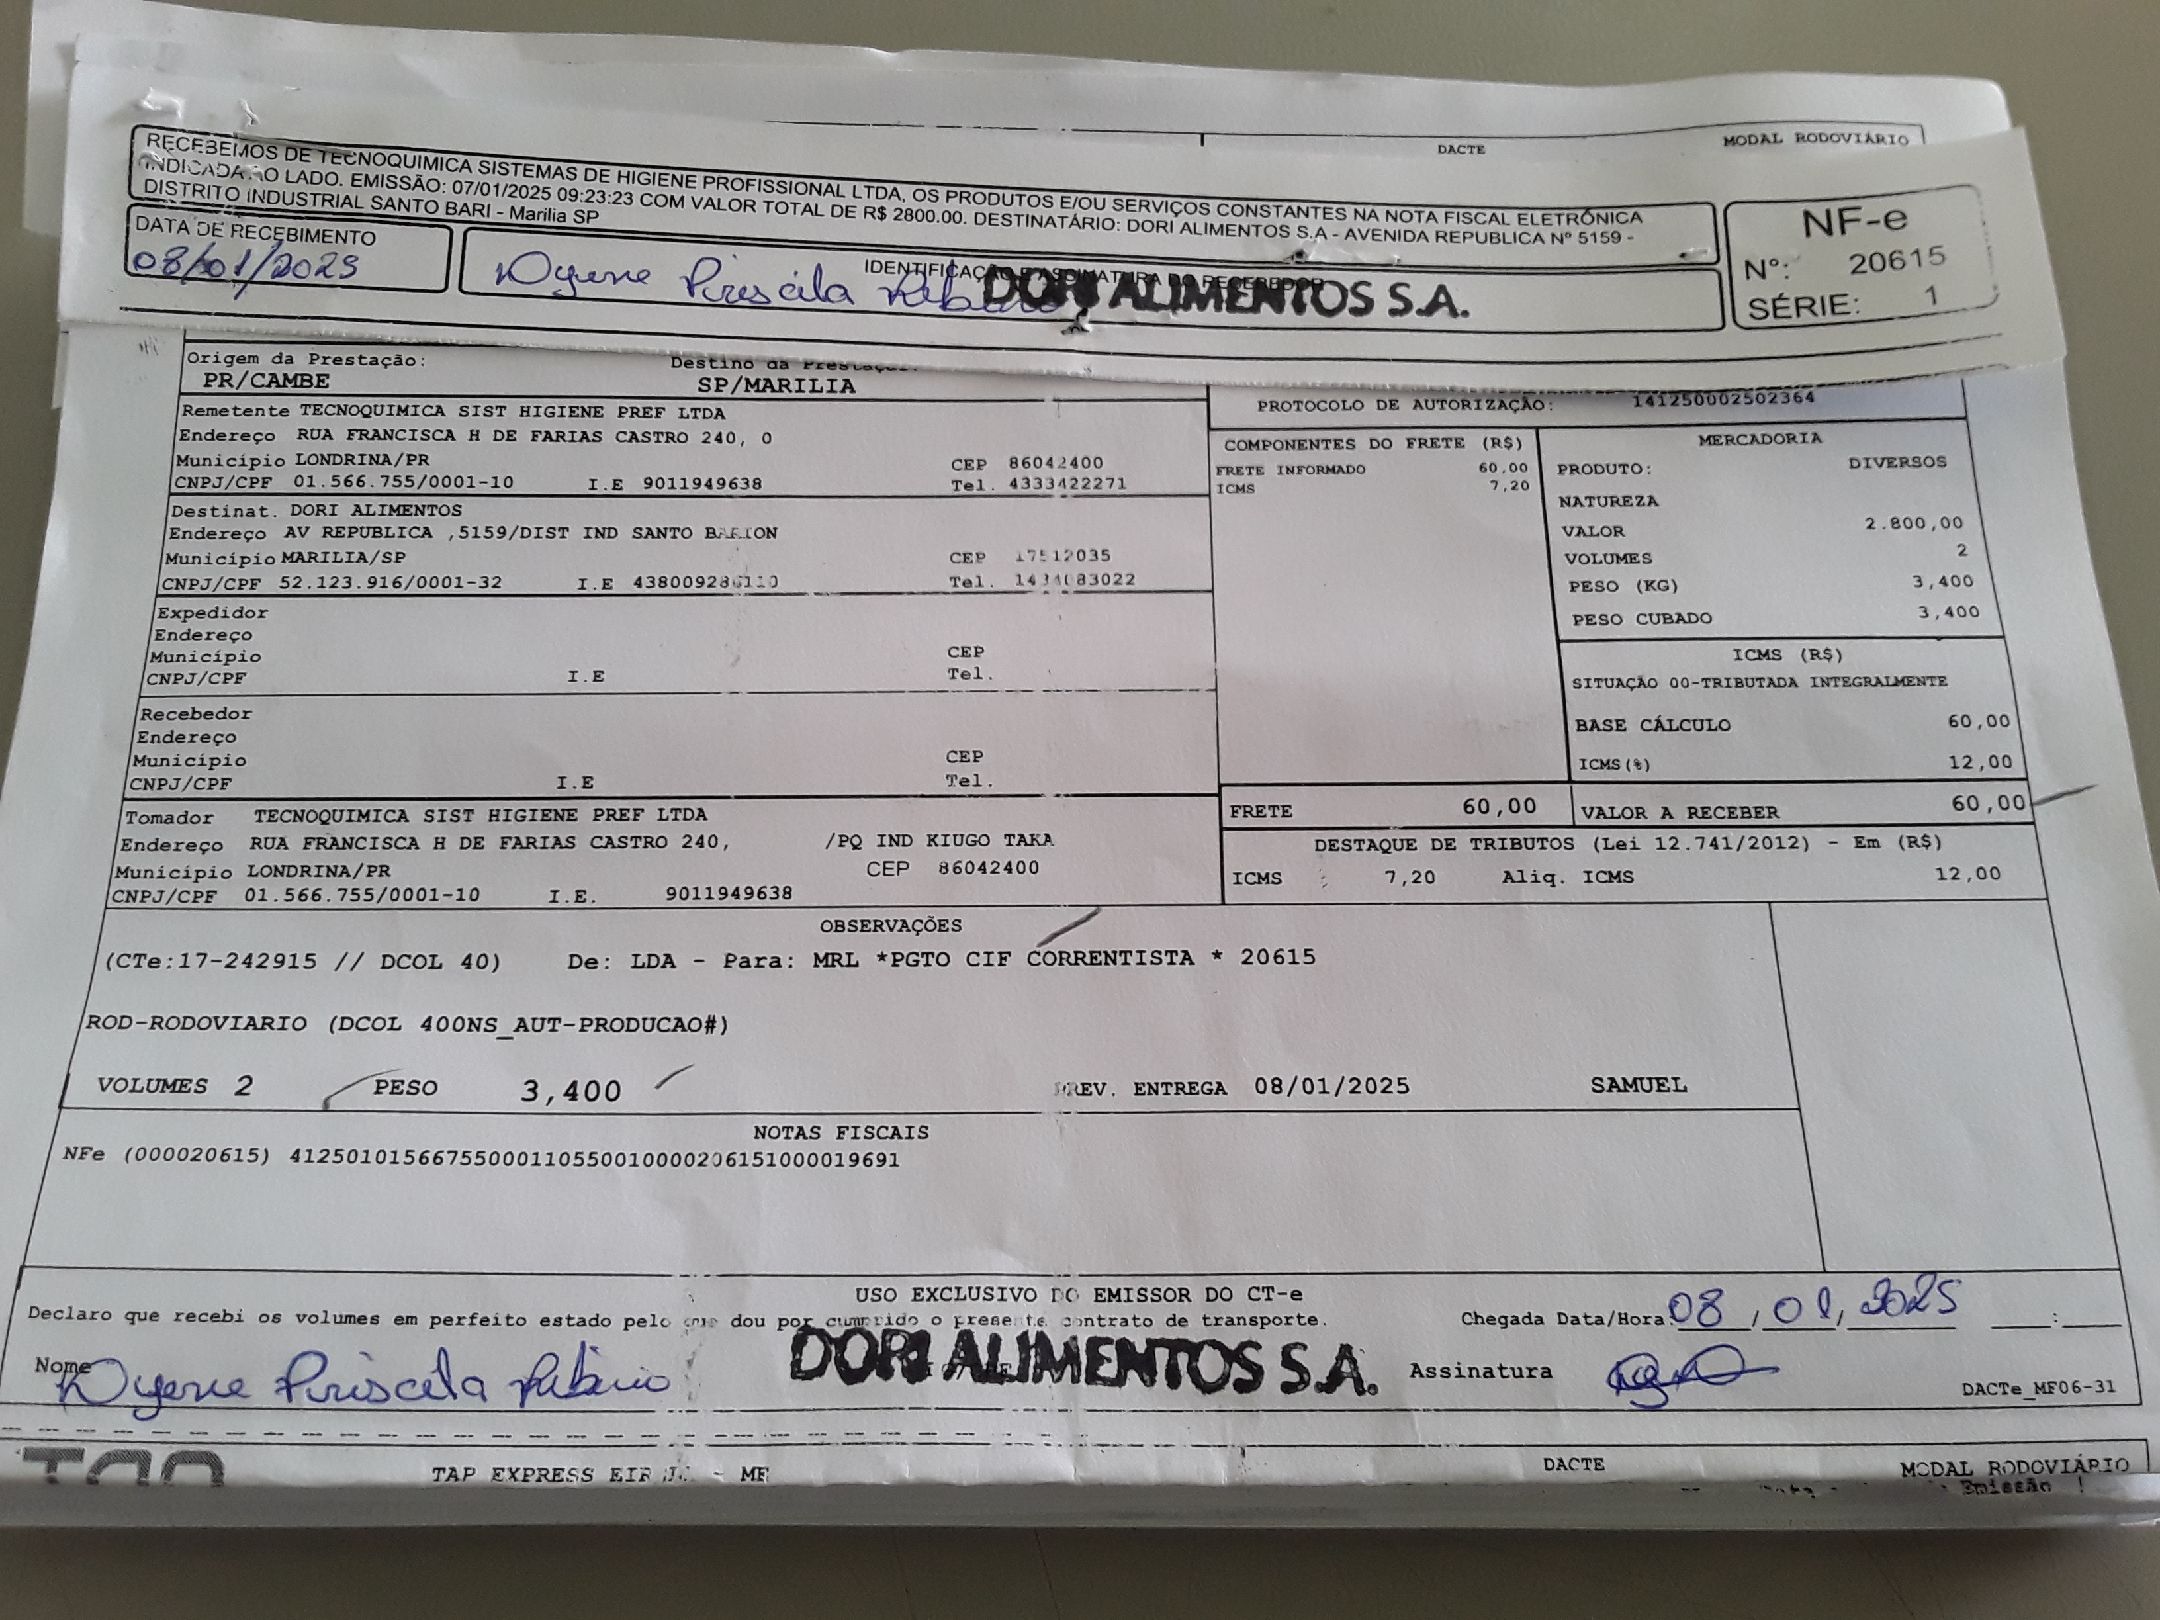 DACTE MODAL RODOVIÁRIO
RECEBEMOS DE TECNOQUIMICA SISTEMAS DE HIGIENE PROFISSIONAL LTDA, OS PRODUTOS E/OU SERVIÇOS CONSTANTES NA NOTA FISCAL ELETRÔNICA
INDICADA AO LADO. EMISSÃO: 07/01/2025 09:23:23 COM VALOR TOTAL DE R$ 2800.00. DESTINATÁRIO: DORI ALIMENTOS S.A - AVENIDA REPUBLICA Nº 5159 -
DISTRITO INDUSTRIAL SANTO BARI - Marilia SP
NF-e
Nº: 20615
SÉRIE: 1
DATA DE RECEBIMENTO
08/01/2025
IDENTIFICAÇÃO E ASSINATURA DO RECEBEDOR
Priscila
DORI ALIMENTOS S.A.
Origem da Prestação: Destino da Prestação:
PR/CAMBE SP/MARILIA
PROTOCOLO DE AUTORIZAÇÃO: 141250002502364
Remetente TECNOQUIMICA SIST HIGIENE PREF LTDA
Endereço RUA FRANCISCA H DE FARIAS CASTRO 240, 0
Município LONDRINA/PR CEP 86042400
CNPJ/CPF 01.566.755/0001-10 I.E 9011949638 Tel. 4333422271
Destinat. DORI ALIMENTOS
Endereço AV REPUBLICA ,5159/DIST IND SANTO BARION
Município MARILIA/SP CEP 17512035
CNPJ/CPF 52.123.916/0001-32 I.E 438009286110 Tel. 1434083022
Expedidor
Endereço
Município CEP
CNPJ/CPF I.E Tel.
Recebedor
Endereço
Município CEP
CNPJ/CPF I.E Tel.
Tomador TECNOQUIMICA SIST HIGIENE PREF LTDA
Endereço RUA FRANCISCA H DE FARIAS CASTRO 240, /PQ IND KIUGO TAKA
Município LONDRINA/PR CEP 86042400
CNPJ/CPF 01.566.755/0001-10 I.E. 9011949638
COMPONENTES DO FRETE (R$)
FRETE INFORMADO 60.00
ICMS 7,20
MERCADORIA
PRODUTO: DIVERSOS
NATUREZA
VALOR 2.800,00
VOLUMES 2
PESO (KG) 3,400
PESO CUBADO 3,400
ICMS (R$)
SITUAÇÃO 00-TRIBUTADA INTEGRALMENTE
BASE CÁLCULO 60,00
ICMS(%) 12,00
FRETE 60,00 VALOR A RECEBER 60,00
DESTAQUE DE TRIBUTOS (Lei 12.741/2012) - Em (R$)
ICMS 7,20 Aliq. ICMS 12,00
OBSERVAÇÕES
(CTe:17-242915 // DCOL 40) De: LDA - Para: MRL *PGTO CIF CORRENTISTA * 20615
ROD-RODOVIARIO (DCOL 400NS_AUT-PRODUCAO#)
VOLUMES 2 PESO 3,400 PREV. ENTREGA 08/01/2025 SAMUEL
NOTAS FISCAIS
NFe (000020615) 41250101566755000110550010000206151000019691
USO EXCLUSIVO DO EMISSOR DO CT-e
Declaro que recebi os volumes em perfeito estado pelo que dou por cumprido o presente contrato de transporte.
Chegada Data/Hora: 08 / 01 / 2025 :
Nome Priscila
DORI ALIMENTOS S.A.
Assinatura
DACTe_MF06-31
TAP EXPRESS EIRELI - ME DACTE MODAL RODOVIÁRIO
Emissão